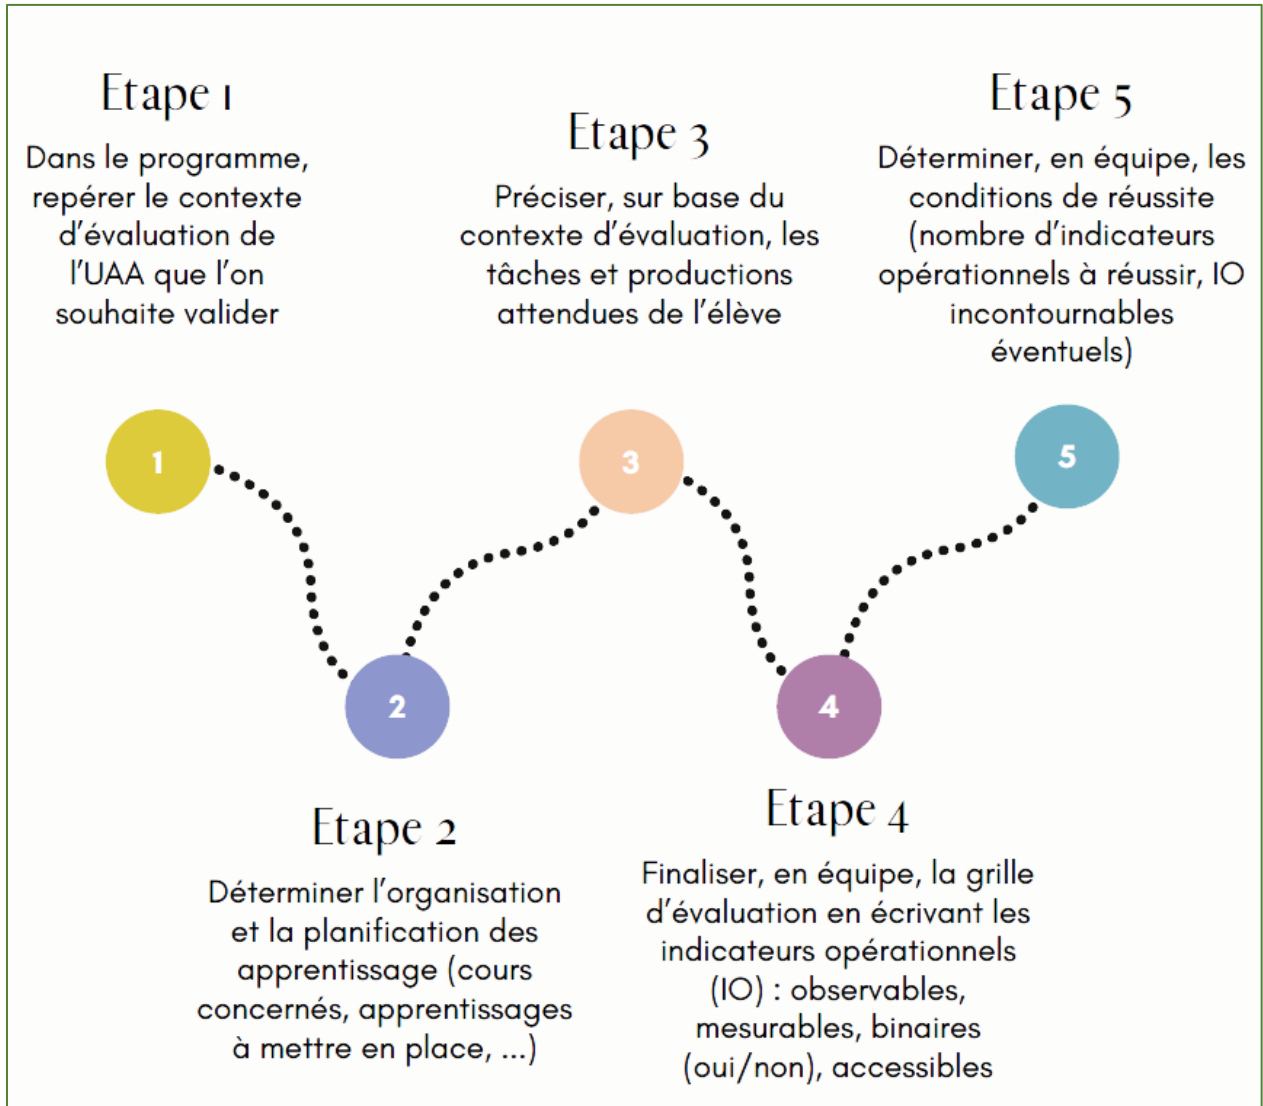 Etape 1
Dans le programme,
repérer le contexte
d'évaluation de
l'UAA que l'on
souhaite valider
1
Etape 2
Déterminer l'organisation
et la planification des
apprentissage (cours
concernés, apprentissages
à mettre en place, ...)
2
Etape 3
Préciser, sur base du
contexte d'évaluation, les
tâches et productions
attendues de l'élève
3
Etape 4
Finaliser, en équipe, la grille
d'évaluation en écrivant les
indicateurs opérationnels
(IO) : observables,
mesurables, binaires
(oui/non), accessibles
4
Etape 5
Déterminer, en équipe, les
conditions de réussite
(nombre d'indicateurs
opérationnels à réussir, IO
incontournables
éventuels)
5